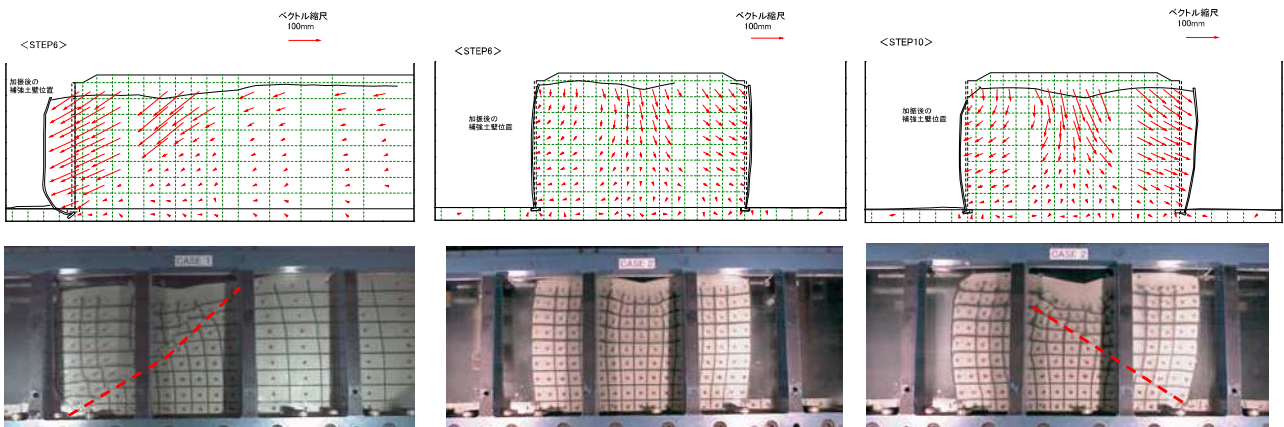 ベクトル縮尺
100mm
<STEP6>
加振後の
補強土壁位置
ベクトル縮尺
100mm
<STEP6>
加振後の
補強土壁位置
ベクトル縮尺
100mm
<STEP10>
加振後の
補強土壁位置
CASE 1
CASE 2
CASE 2